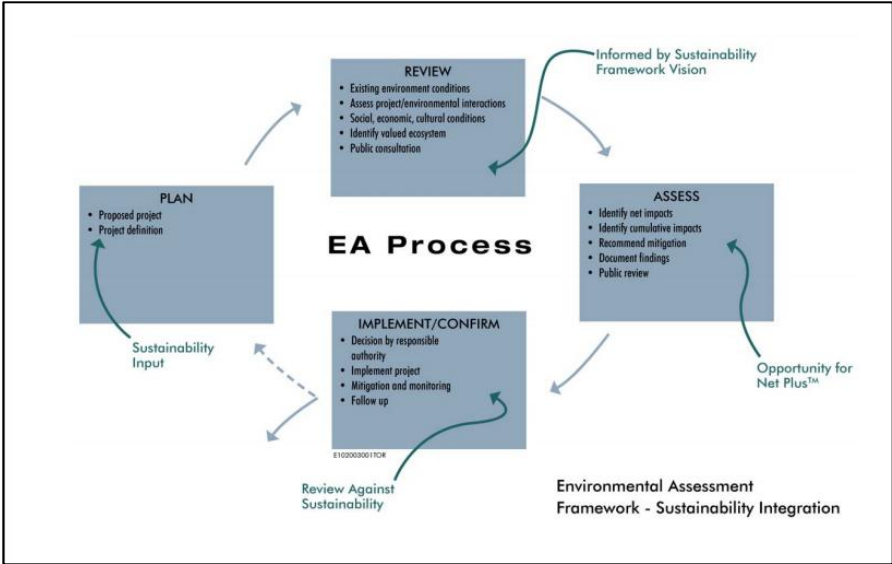 Informed by Sustainability
Framework Vision
REVIEW
• Existing environment conditions
• Assess project/environmental interactions
• Social, economic, cultural conditions
• Identify valued ecosystem
• Public consultation
PLAN
• Proposed project
• Project definition
ASSESS
• Identify net impacts
• Identify cumulative impacts
• Recommend mitigation
• Document findings
• Public review
EA Process
IMPLEMENT/CONFIRM
• Decision by responsible
authority
• Implement project
• Mitigation and monitoring
• Follow up
Sustainability
Input
Opportunity for
Net Plus™
E102003001TOR
Review Against
Sustainability
Environmental Assessment
Framework - Sustainability Integration